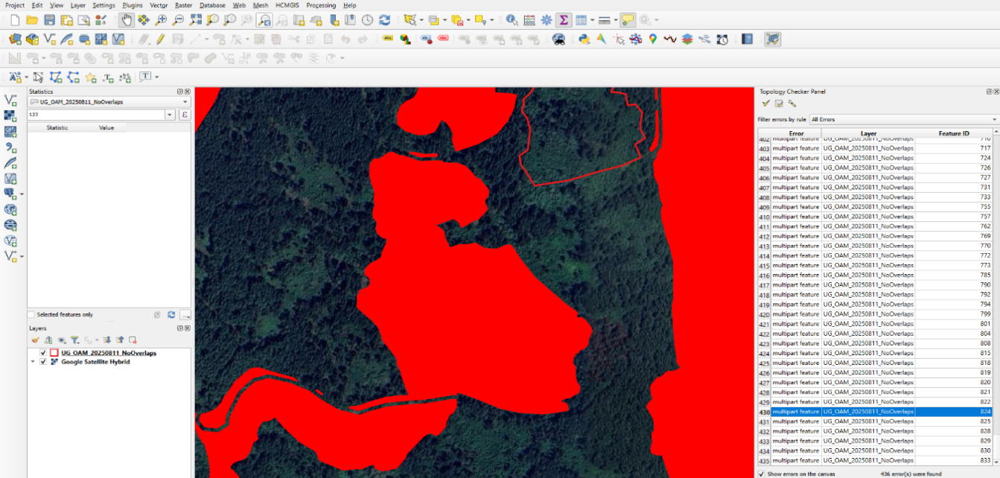 Project Edit View Layer Settings Plugins Vector Raster Database Web Mesh HCMGIS Processing Help
Statistics
UG_OAM_20250811_NoOverlaps
123
ε
Statistic Value
Selected features only
Layers
UG_OAM_20250811_NoOverlaps
Google Satellite Hybrid
Topology Checker Panel
Filter errors by rule All Errors
Error Layer Feature ID
402 multipart feature UG_OAM_20250811_NoOverlaps 710
403 multipart feature UG_OAM_20250811_NoOverlaps 717
404 multipart feature UG_OAM_20250811_NoOverlaps 724
405 multipart feature UG_OAM_20250811_NoOverlaps 726
406 multipart feature UG_OAM_20250811_NoOverlaps 727
407 multipart feature UG_OAM_20250811_NoOverlaps 731
408 multipart feature UG_OAM_20250811_NoOverlaps 733
409 multipart feature UG_OAM_20250811_NoOverlaps 755
410 multipart feature UG_OAM_20250811_NoOverlaps 757
411 multipart feature UG_OAM_20250811_NoOverlaps 762
412 multipart feature UG_OAM_20250811_NoOverlaps 769
413 multipart feature UG_OAM_20250811_NoOverlaps 770
414 multipart feature UG_OAM_20250811_NoOverlaps 772
415 multipart feature UG_OAM_20250811_NoOverlaps 773
416 multipart feature UG_OAM_20250811_NoOverlaps 785
417 multipart feature UG_OAM_20250811_NoOverlaps 790
418 multipart feature UG_OAM_20250811_NoOverlaps 792
419 multipart feature UG_OAM_20250811_NoOverlaps 794
420 multipart feature UG_OAM_20250811_NoOverlaps 799
421 multipart feature UG_OAM_20250811_NoOverlaps 801
422 multipart feature UG_OAM_20250811_NoOverlaps 804
423 multipart feature UG_OAM_20250811_NoOverlaps 808
424 multipart feature UG_OAM_20250811_NoOverlaps 815
425 multipart feature UG_OAM_20250811_NoOverlaps 818
426 multipart feature UG_OAM_20250811_NoOverlaps 819
427 multipart feature UG_OAM_20250811_NoOverlaps 820
428 multipart feature UG_OAM_20250811_NoOverlaps 821
429 multipart feature UG_OAM_20250811_NoOverlaps 822
430 multipart feature UG_OAM_20250811_NoOverlaps 824
431 multipart feature UG_OAM_20250811_NoOverlaps 825
432 multipart feature UG_OAM_20250811_NoOverlaps 828
433 multipart feature UG_OAM_20250811_NoOverlaps 829
434 multipart feature UG_OAM_20250811_NoOverlaps 830
435 multipart feature UG_OAM_20250811_NoOverlaps 833
Show errors on the canvas 436 error(s) were found